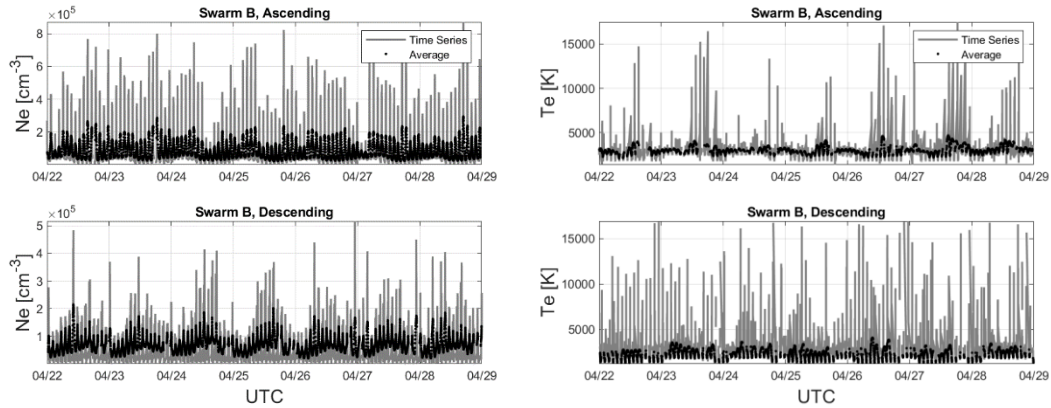 Swarm B, Ascending
×10⁵
Ne [cm⁻³]
8
6
4
2
Time Series
Average
04/22 04/23 04/24 04/25 04/26 04/27 04/28 04/29
Swarm B, Ascending
Te [K]
15000
10000
5000
Time Series
Average
04/22 04/23 04/24 04/25 04/26 04/27 04/28 04/29
Swarm B, Descending
×10⁵
Ne [cm⁻³]
5
4
3
2
1
04/22 04/23 04/24 04/25 04/26 04/27 04/28 04/29
UTC
Swarm B, Descending
Te [K]
15000
10000
5000
04/22 04/23 04/24 04/25 04/26 04/27 04/28 04/29
UTC